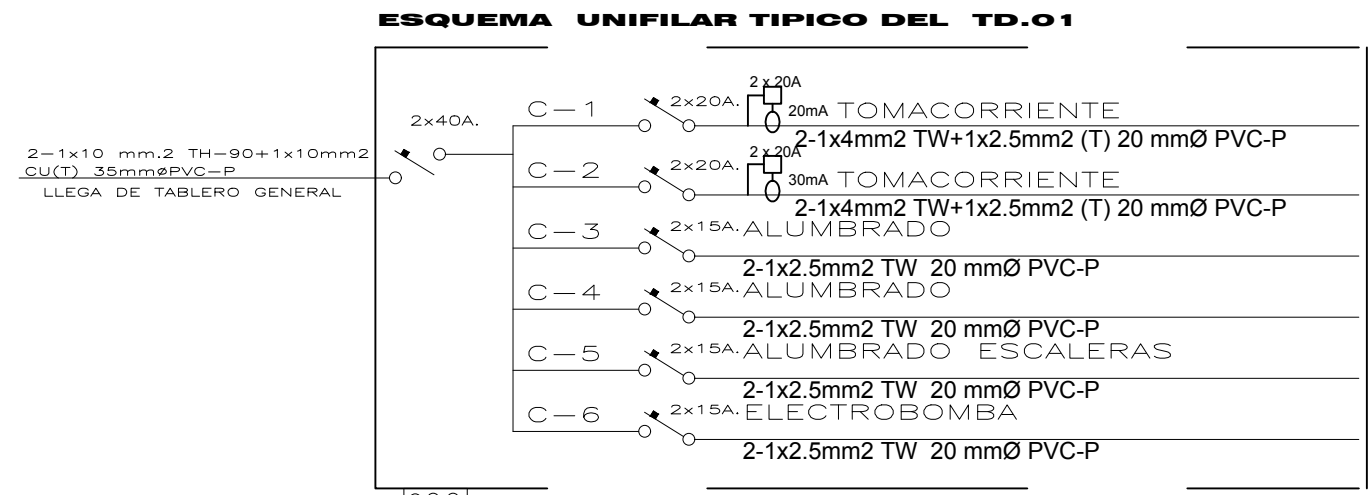 ESQUEMA UNIFILAR TIPICO DEL TD.01
2x40A.
2-1x10 mm.2 TH-90+1x10mm2
CU(T) 35mmøPVC-P
LLEGA DE TABLERO GENERAL
C-1 2x20A. 2 x 20A 20mA TOMACORRIENTE
2-1x4mm2 TW+1x2.5mm2 (T) 20 mmØ PVC-P
C-2 2x20A. 2 x 20A 30mA TOMACORRIENTE
2-1x4mm2 TW+1x2.5mm2 (T) 20 mmØ PVC-P
C-3 2x15A. ALUMBRADO
2-1x2.5mm2 TW 20 mmØ PVC-P
C-4 2x15A. ALUMBRADO
2-1x2.5mm2 TW 20 mmØ PVC-P
C-5 2x15A. ALUMBRADO ESCALERAS
2-1x2.5mm2 TW 20 mmØ PVC-P
C-6 2x15A. ELECTROBOMBA
2-1x2.5mm2 TW 20 mmØ PVC-P